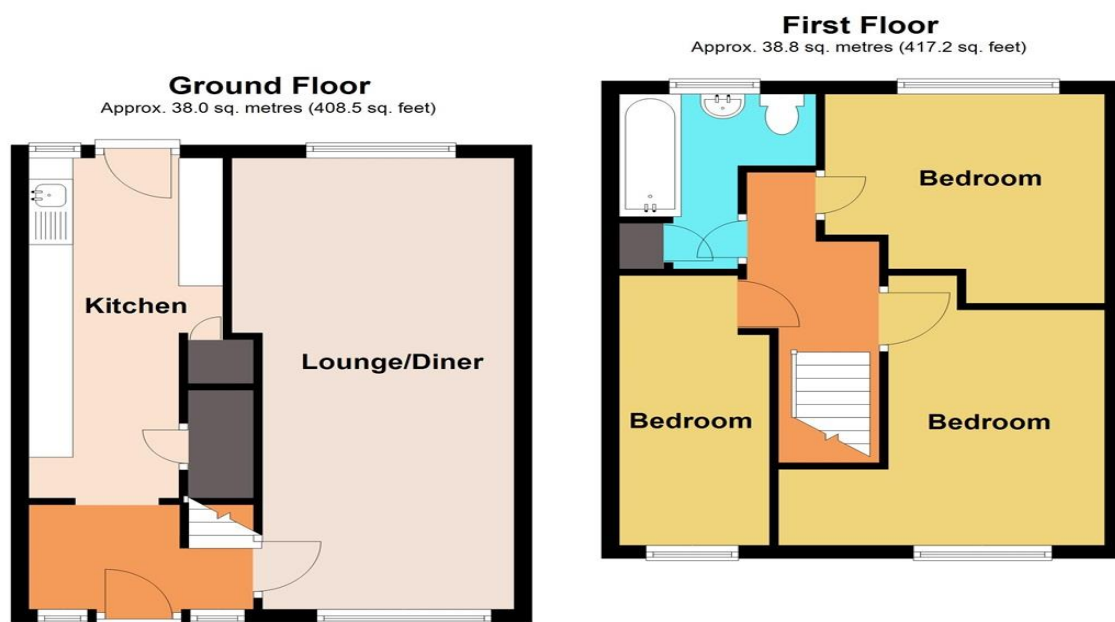 Ground Floor
Approx. 38.0 sq. metres (408.5 sq. feet)
Kitchen
Lounge/Diner
First Floor
Approx. 38.8 sq. metres (417.2 sq. feet)
Bedroom
Bedroom
Bedroom